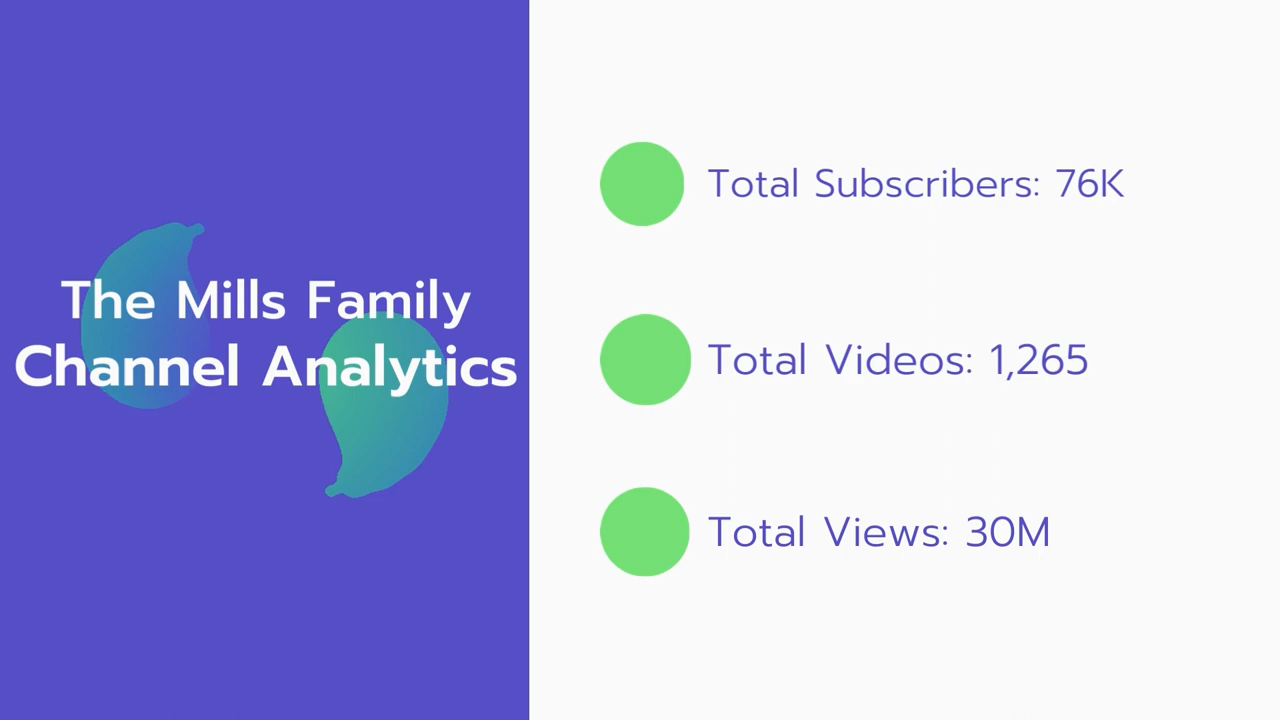 The Mills Family
Channel Analytics
Total Subscribers: 76K
Total Videos: 1,265
Total Views: 30M